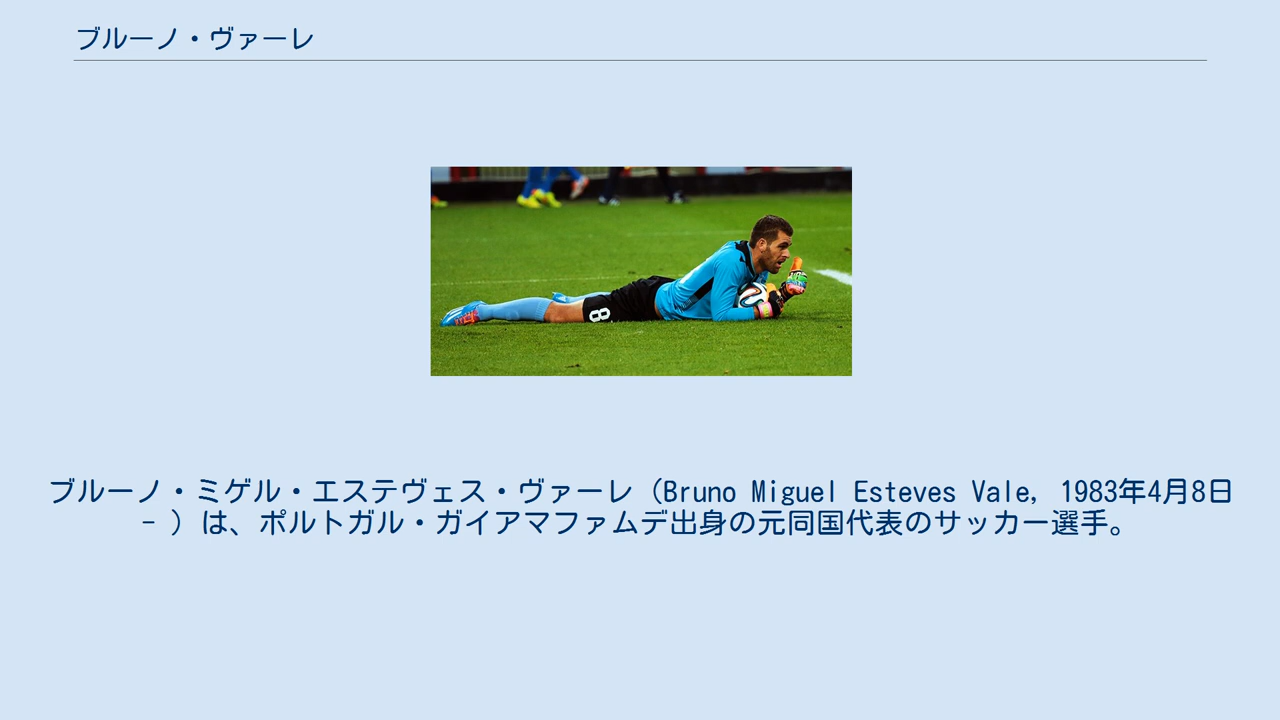 ブルーノ・ヴァーレ
8
ブルーノ・ミゲル・エステヴェス・ヴァーレ（Bruno Miguel Esteves Vale, 1983年4月8日
- ）は、ポルトガル・ガイアマファムデ出身の元同国代表のサッカー選手。